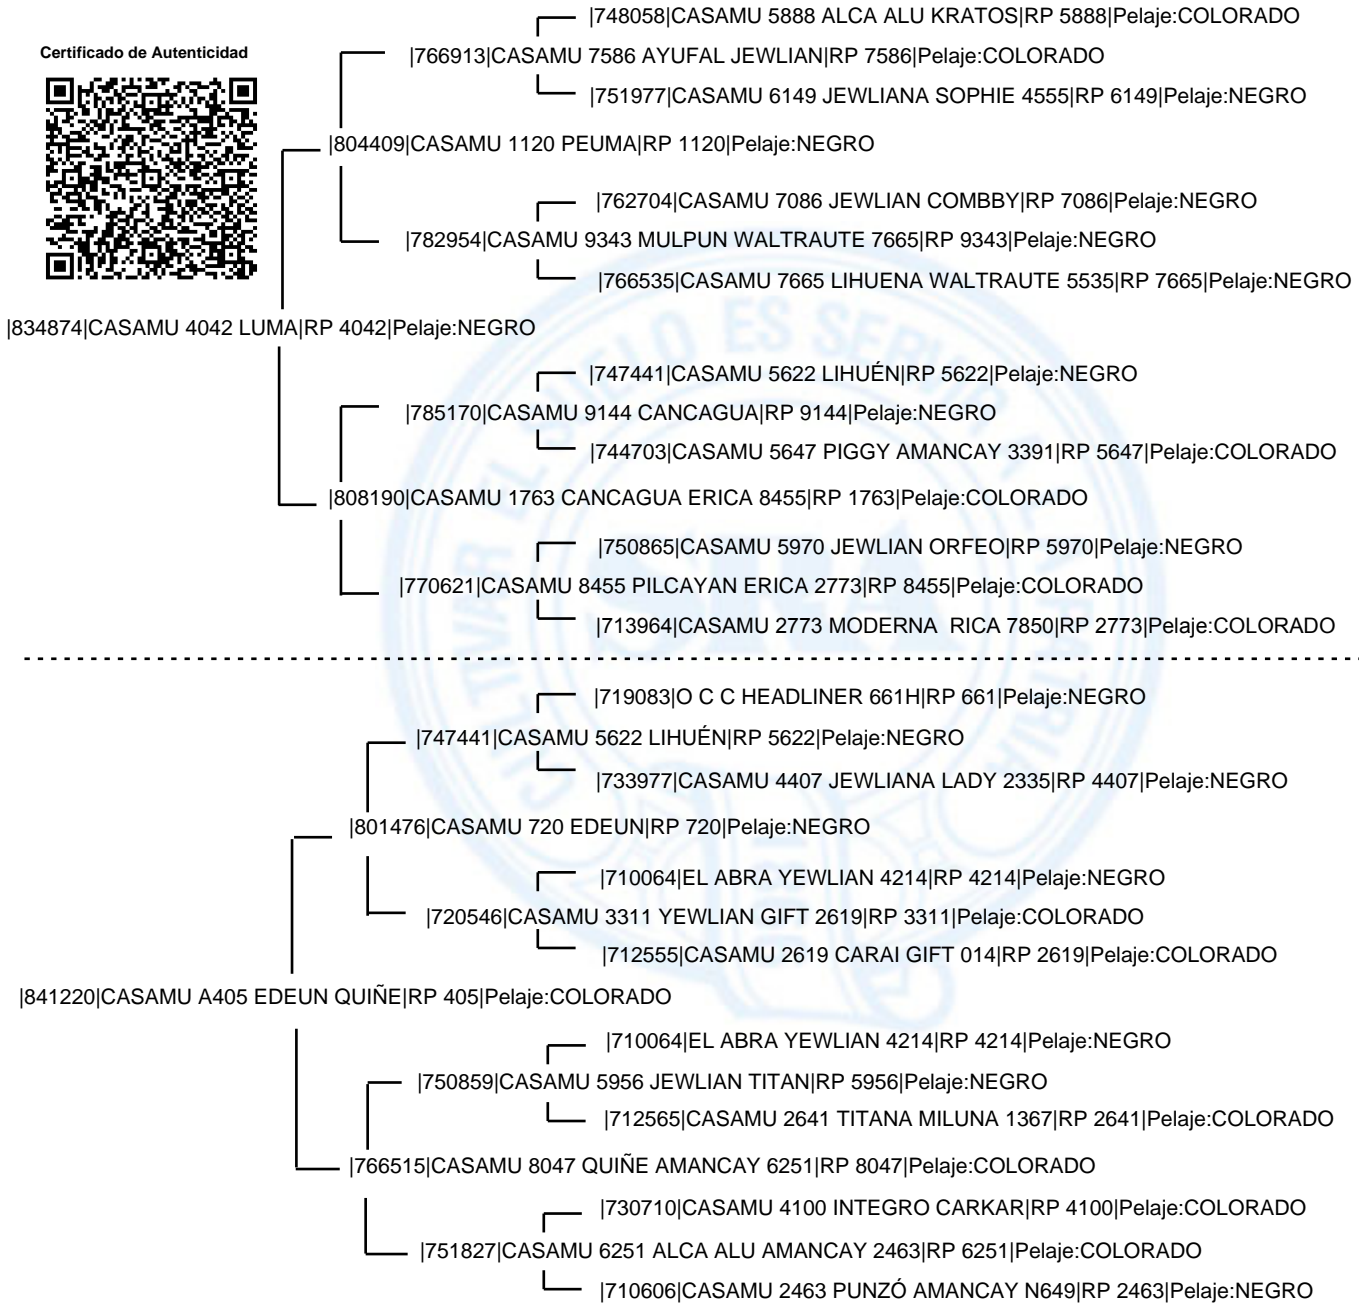 |748058|CASAMU 5888 ALCA ALU KRATOS|RP 5888|Pelaje:COLORADO
Certificado de Autenticidad
|766913|CASAMU 7586 AYUFAL JEWLIAN|RP 7586|Pelaje:COLORADO
|751977|CASAMU 6149 JEWLIANA SOPHIE 4555|RP 6149|Pelaje:NEGRO
|804409|CASAMU 1120 PEUMA|RP 1120|Pelaje:NEGRO
|762704|CASAMU 7086 JEWLIAN COMBBY|RP 7086|Pelaje:NEGRO
|782954|CASAMU 9343 MULPUN WALTRAUTE 7665|RP 9343|Pelaje:NEGRO
|766535|CASAMU 7665 LIHUENA WALTRAUTE 5535|RP 7665|Pelaje:NEGRO
|834874|CASAMU 4042 LUMA|RP 4042|Pelaje:NEGRO
|747441|CASAMU 5622 LIHUÉN|RP 5622|Pelaje:NEGRO
|785170|CASAMU 9144 CANCAGUA|RP 9144|Pelaje:NEGRO
|744703|CASAMU 5647 PIGGY AMANCAY 3391|RP 5647|Pelaje:COLORADO
|808190|CASAMU 1763 CANCAGUA ERICA 8455|RP 1763|Pelaje:COLORADO
|750865|CASAMU 5970 JEWLIAN ORFEO|RP 5970|Pelaje:NEGRO
|770621|CASAMU 8455 PILCAYAN ERICA 2773|RP 8455|Pelaje:COLORADO
|713964|CASAMU 2773 MODERNA  RICA 7850|RP 2773|Pelaje:COLORADO
|719083|O C C HEADLINER 661H|RP 661|Pelaje:NEGRO
|747441|CASAMU 5622 LIHUÉN|RP 5622|Pelaje:NEGRO
|733977|CASAMU 4407 JEWLIANA LADY 2335|RP 4407|Pelaje:NEGRO
|801476|CASAMU 720 EDEUN|RP 720|Pelaje:NEGRO
|710064|EL ABRA YEWLIAN 4214|RP 4214|Pelaje:NEGRO
|720546|CASAMU 3311 YEWLIAN GIFT 2619|RP 3311|Pelaje:COLORADO
|712555|CASAMU 2619 CARAI GIFT 014|RP 2619|Pelaje:COLORADO
|841220|CASAMU A405 EDEUN QUIÑE|RP 405|Pelaje:COLORADO
|710064|EL ABRA YEWLIAN 4214|RP 4214|Pelaje:NEGRO
|750859|CASAMU 5956 JEWLIAN TITAN|RP 5956|Pelaje:NEGRO
|712565|CASAMU 2641 TITANA MILUNA 1367|RP 2641|Pelaje:COLORADO
|766515|CASAMU 8047 QUIÑE AMANCAY 6251|RP 8047|Pelaje:COLORADO
|730710|CASAMU 4100 INTEGRO CARKAR|RP 4100|Pelaje:COLORADO
|751827|CASAMU 6251 ALCA ALU AMANCAY 2463|RP 6251|Pelaje:COLORADO
|710606|CASAMU 2463 PUNZÓ AMANCAY N649|RP 2463|Pelaje:NEGRO
CULTIVAR EL SUELO ES SERVIR A LA PATRIA